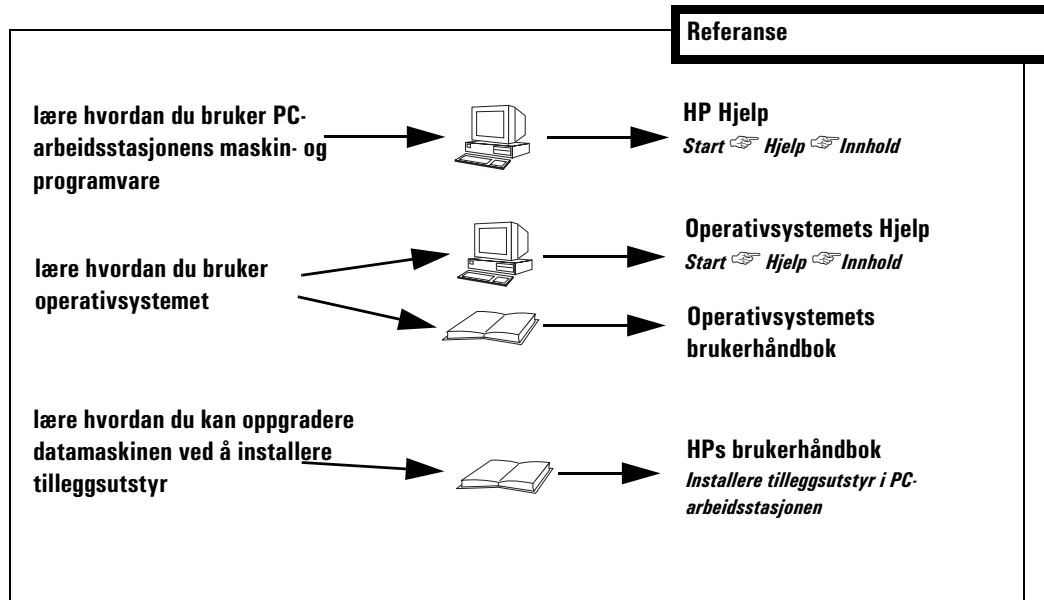 Referanse
lære hvordan du bruker PC-
arbeidsstasjonens maskin- og
programvare
HP Hjelp
Start ☞ Hjelp ☞ Innhold
lære hvordan du bruker
operativsystemet
Operativsystemets Hjelp
Start ☞ Hjelp ☞ Innhold
Operativsystemets
brukerhåndbok
lære hvordan du kan oppgradere
datamaskinen ved å installere
tilleggsutstyr
HPs brukerhåndbok
Installere tilleggsutstyr i PC-
arbeidsstasjonen